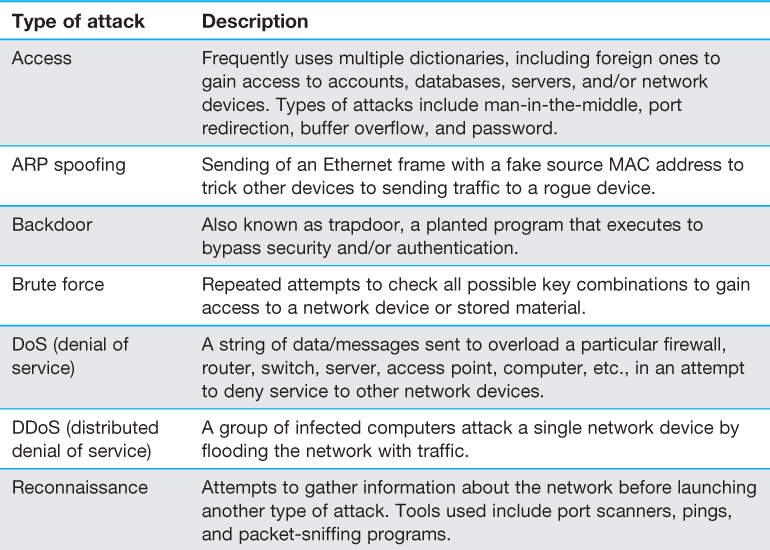 Type of attack Description
Access Frequently uses multiple dictionaries, including foreign ones to
gain access to accounts, databases, servers, and/or network
devices. Types of attacks include man-in-the-middle, port
redirection, buffer overflow, and password.
ARP spoofing Sending of an Ethernet frame with a fake source MAC address to
trick other devices to sending traffic to a rogue device.
Backdoor Also known as trapdoor, a planted program that executes to
bypass security and/or authentication.
Brute force Repeated attempts to check all possible key combinations to gain
access to a network device or stored material.
DoS (denial of A string of data/messages sent to overload a particular firewall,
service) router, switch, server, access point, computer, etc., in an attempt
to deny service to other network devices.
DDoS (distributed A group of infected computers attack a single network device by
denial of service) flooding the network with traffic.
Reconnaissance Attempts to gather information about the network before launching
another type of attack. Tools used include port scanners, pings,
and packet-sniffing programs.